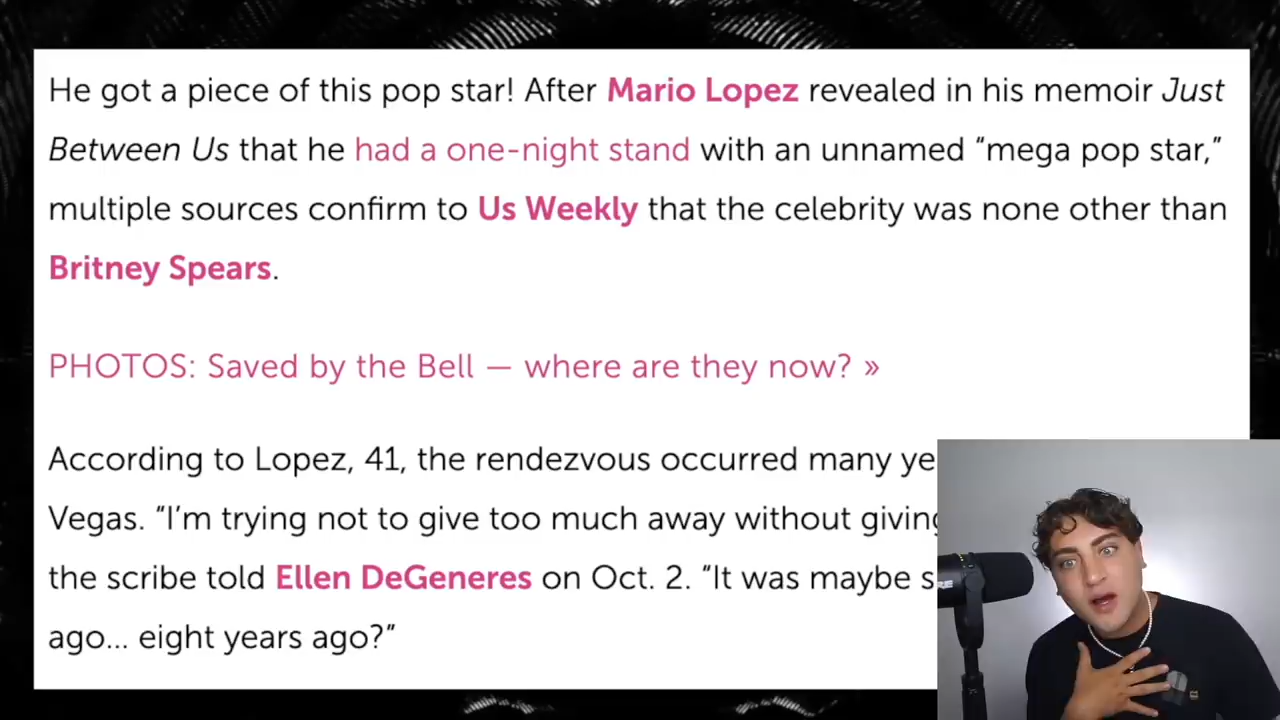 He got a piece of this pop star! After Mario Lopez revealed in his memoir Just
Between Us that he had a one-night stand with an unnamed “mega pop star,”
multiple sources confirm to Us Weekly that the celebrity was none other than
Britney Spears.
PHOTOS: Saved by the Bell — where are they now? »
According to Lopez, 41, the rendezvous occurred many
Vegas. “I’m trying not to give too much away without
the scribe told Ellen DeGeneres on Oct. 2. “It was maybe
ago... eight years ago?”